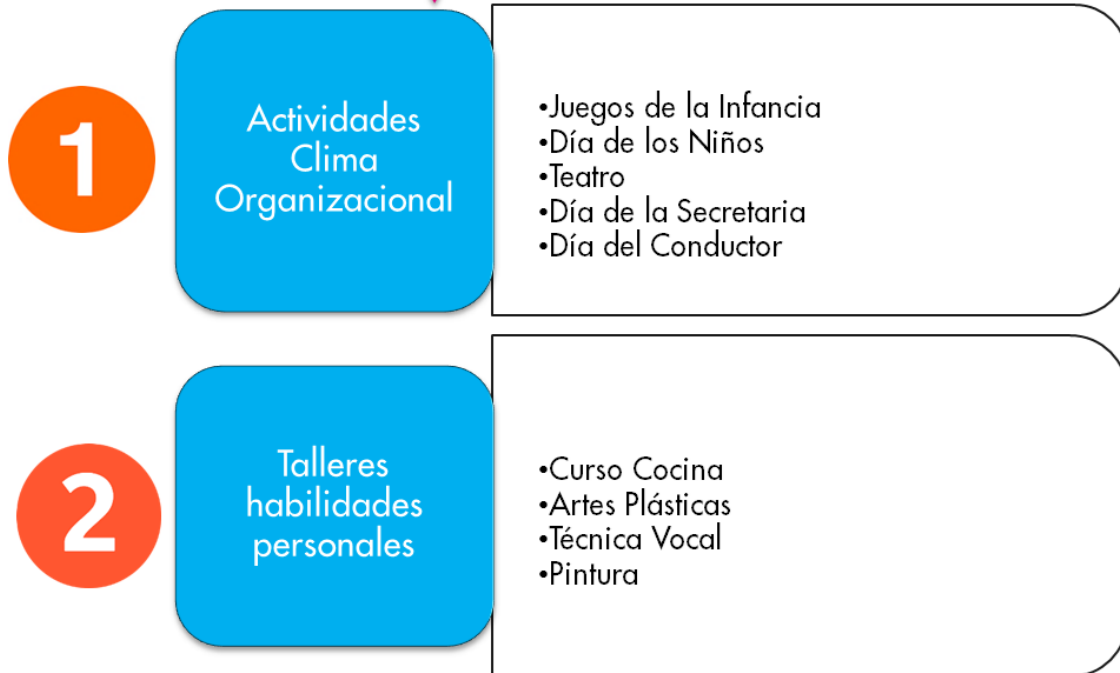 1
Actividades
Clima
Organizacional
•Juegos de la Infancia
•Día de los Niños
•Teatro
•Día de la Secretaria
•Día del Conductor
2
Talleres
habilidades
personales
•Curso Cocina
•Artes Plásticas
•Técnica Vocal
•Pintura